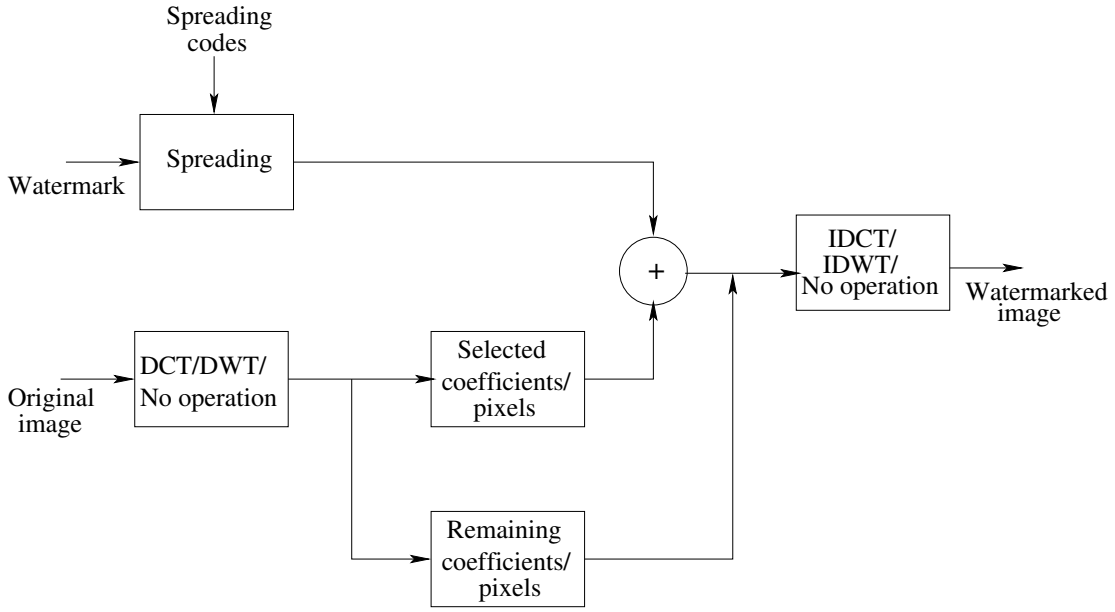 Spreading
codes
Spreading
Watermark
+
IDCT/
IDWT/
No operation
Watermarked
image
Original
image
DCT/DWT/
No operation
Selected
coefficients/
pixels
Remaining
coefficients/
pixels